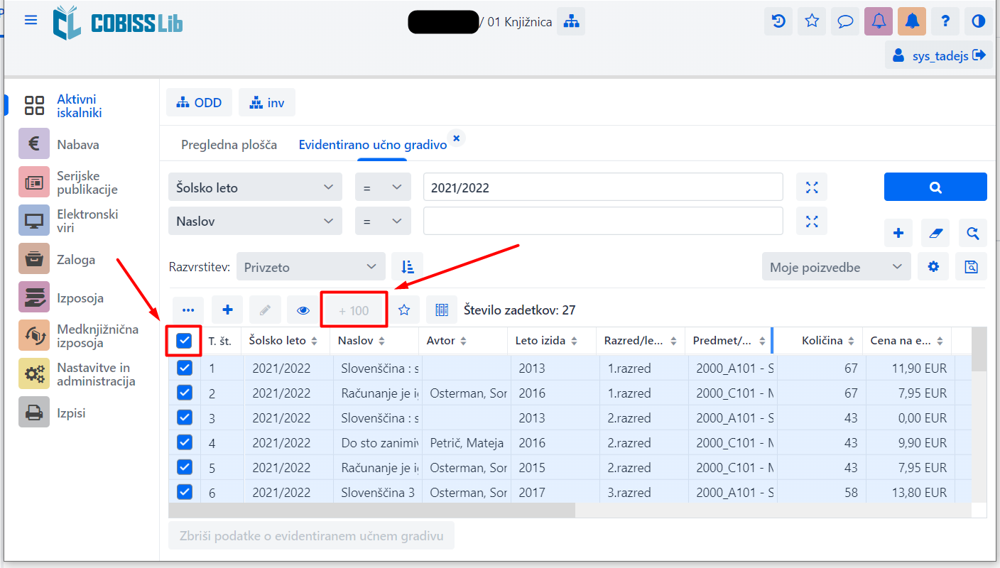 COBISS Lib
/ 01 Knjižnica
?
sys_tadejs
Aktivni
iskalniki
€
Nabava
Serijske
publikacije
Elektronski
viri
Zaloga
Izposoja
Medknjižnična
izposoja
Nastavitve in
administracija
Izpisi
ODD
inv
Pregledna plošča
Evidentirano učno gradivo
Šolsko leto = 2021/2022
Naslov =
Razvrstitev: Privzeto
Moje poizvedbe
+ 100
Število zadetkov: 27
T. št. Šolsko leto Naslov Avtor Leto izida Razred/le... Predmet/... Količina Cena na e...
1 2021/2022 Slovenščina : s 2013 1.razred 2000_A101 - S 67 11,90 EUR
2 2021/2022 Računanje je ig Osterman, Sor 2016 1.razred 2000_C101 - M 67 7,95 EUR
3 2021/2022 Slovenščina : s 2013 2.razred 2000_A101 - S 43 0,00 EUR
4 2021/2022 Do sto zanimiv Petrič, Mateja 2016 2.razred 2000_C101 - M 43 9,90 EUR
5 2021/2022 Računanje je ig Osterman, Sor 2015 2.razred 2000_C101 - M 43 7,95 EUR
6 2021/2022 Slovenščina 3 Osterman, Sor 2017 3.razred 2000_A101 - S 58 13,80 EUR
Zbriši podatke o evidentiranem učnem gradivu